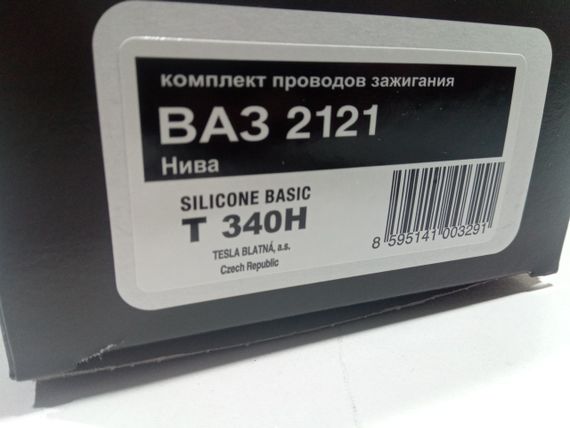 комплект проводов зажигания
ВАЗ 2121
Нива
SILICONE BASIC
T 340H
TESLA BLATNÁ, a.s.
Czech Republic
8 595141 003291